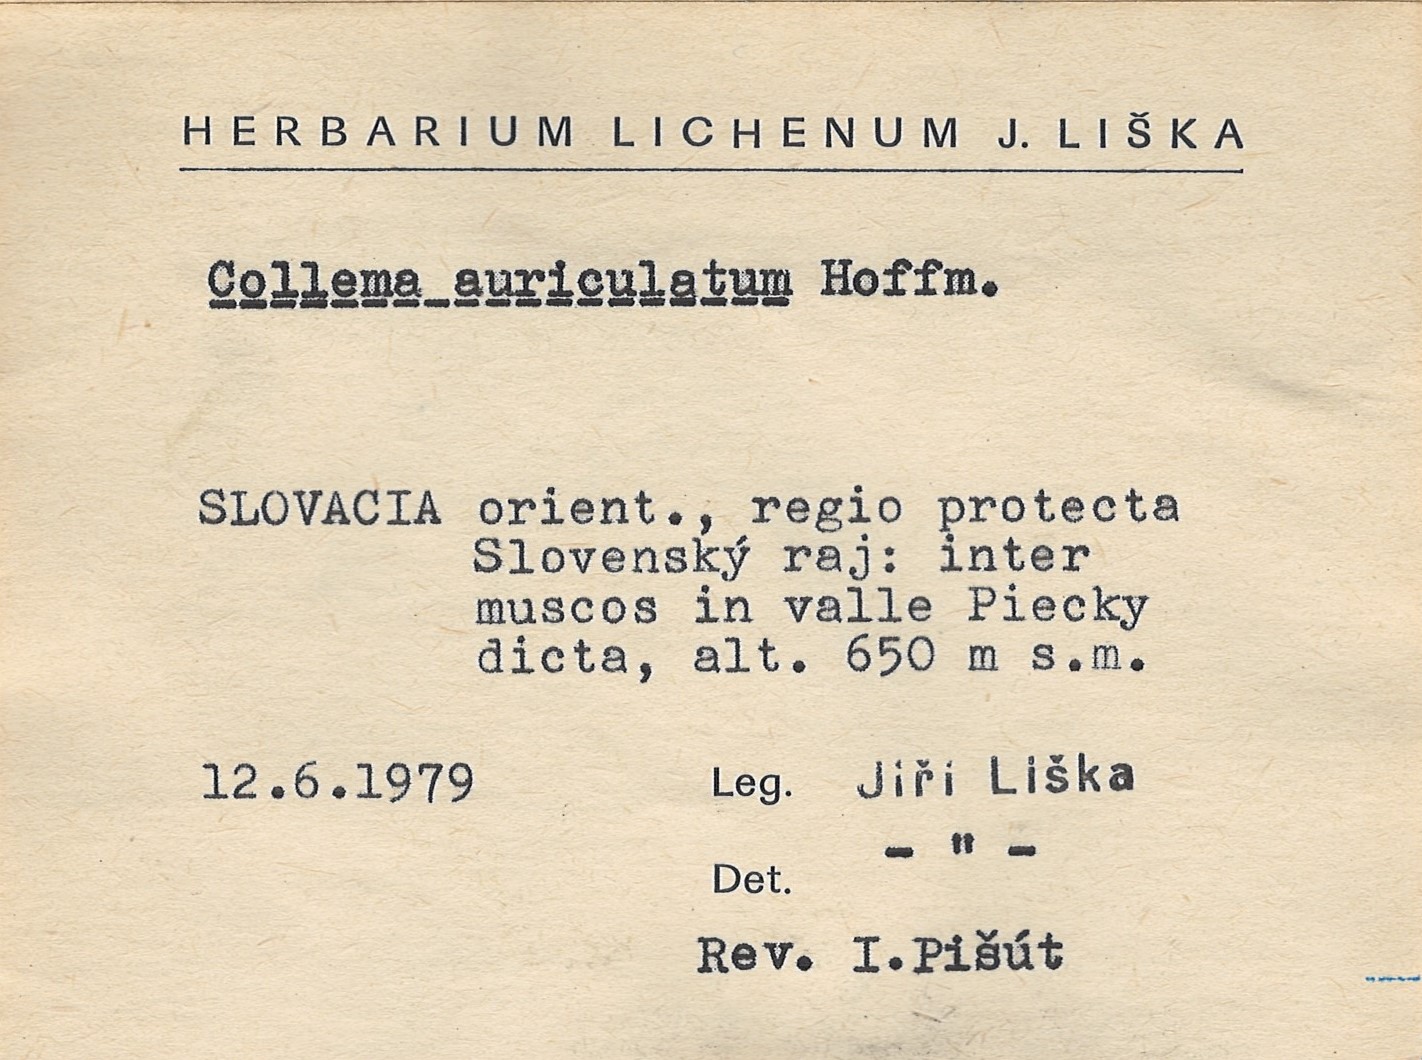 HERBARIUM LICHENUM J. LIŠKA
Collema auriculatum Hoffm.
SLOVACIA orient., regio protecta
Slovenský raj: inter
muscos in valle Piecky
dicta, alt. 650 m s.m.
12.6.1979 Leg. Jiří Liška
Det. - " -
Rev. I.Pišút